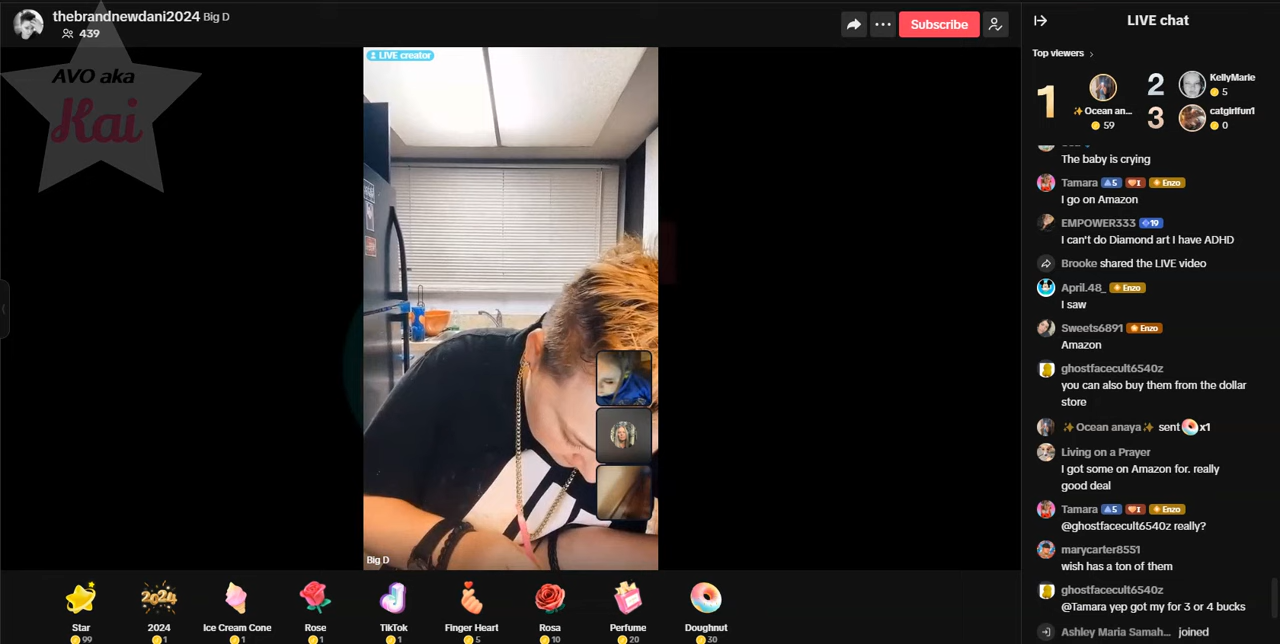 thebrandnewdani2024 Big D
439
Subscribe
LIVE chat
AVO aka
Kai
LIVE creator
Big D
Top viewers
1
✨ Ocean an...
59
2
KellyMarie
5
3
catgirlfun1
0
The baby is crying
Tamara 5 1 Enzo
I go on Amazon
EMPOWER333 19
I can't do Diamond art I have ADHD
Brooke shared the LIVE video
April.48_ Enzo
I saw
Sweets6891 Enzo
Amazon
ghostfacecult6540z
you can also buy them from the dollar
store
✨Ocean anaya✨ sent x1
Living on a Prayer
I got some on Amazon for. really
good deal
Tamara 5 1 Enzo
@ghostfacecult6540z really?
marycarter8551
wish has a ton of them
ghostfacecult6540z
@Tamara yep got my for 3 or 4 bucks
Ashley Maria Samah... joined
2024
Star
99
2024
1
Ice Cream Cone
1
Rose
1
TikTok
1
Finger Heart
5
Rosa
10
Perfume
20
Doughnut
30